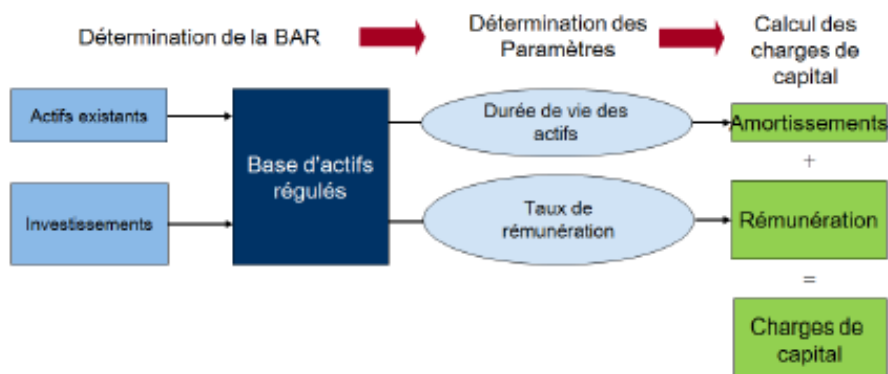 Détermination de la BAR
Détermination des
Paramètres
Calcul des
charges de
capital
Actifs existants
Investissements
Base d'actifs
régulés
Durée de vie des
actifs
Taux de
rémunération
Amortissements
+
Rémunération
=
Charges de
capital